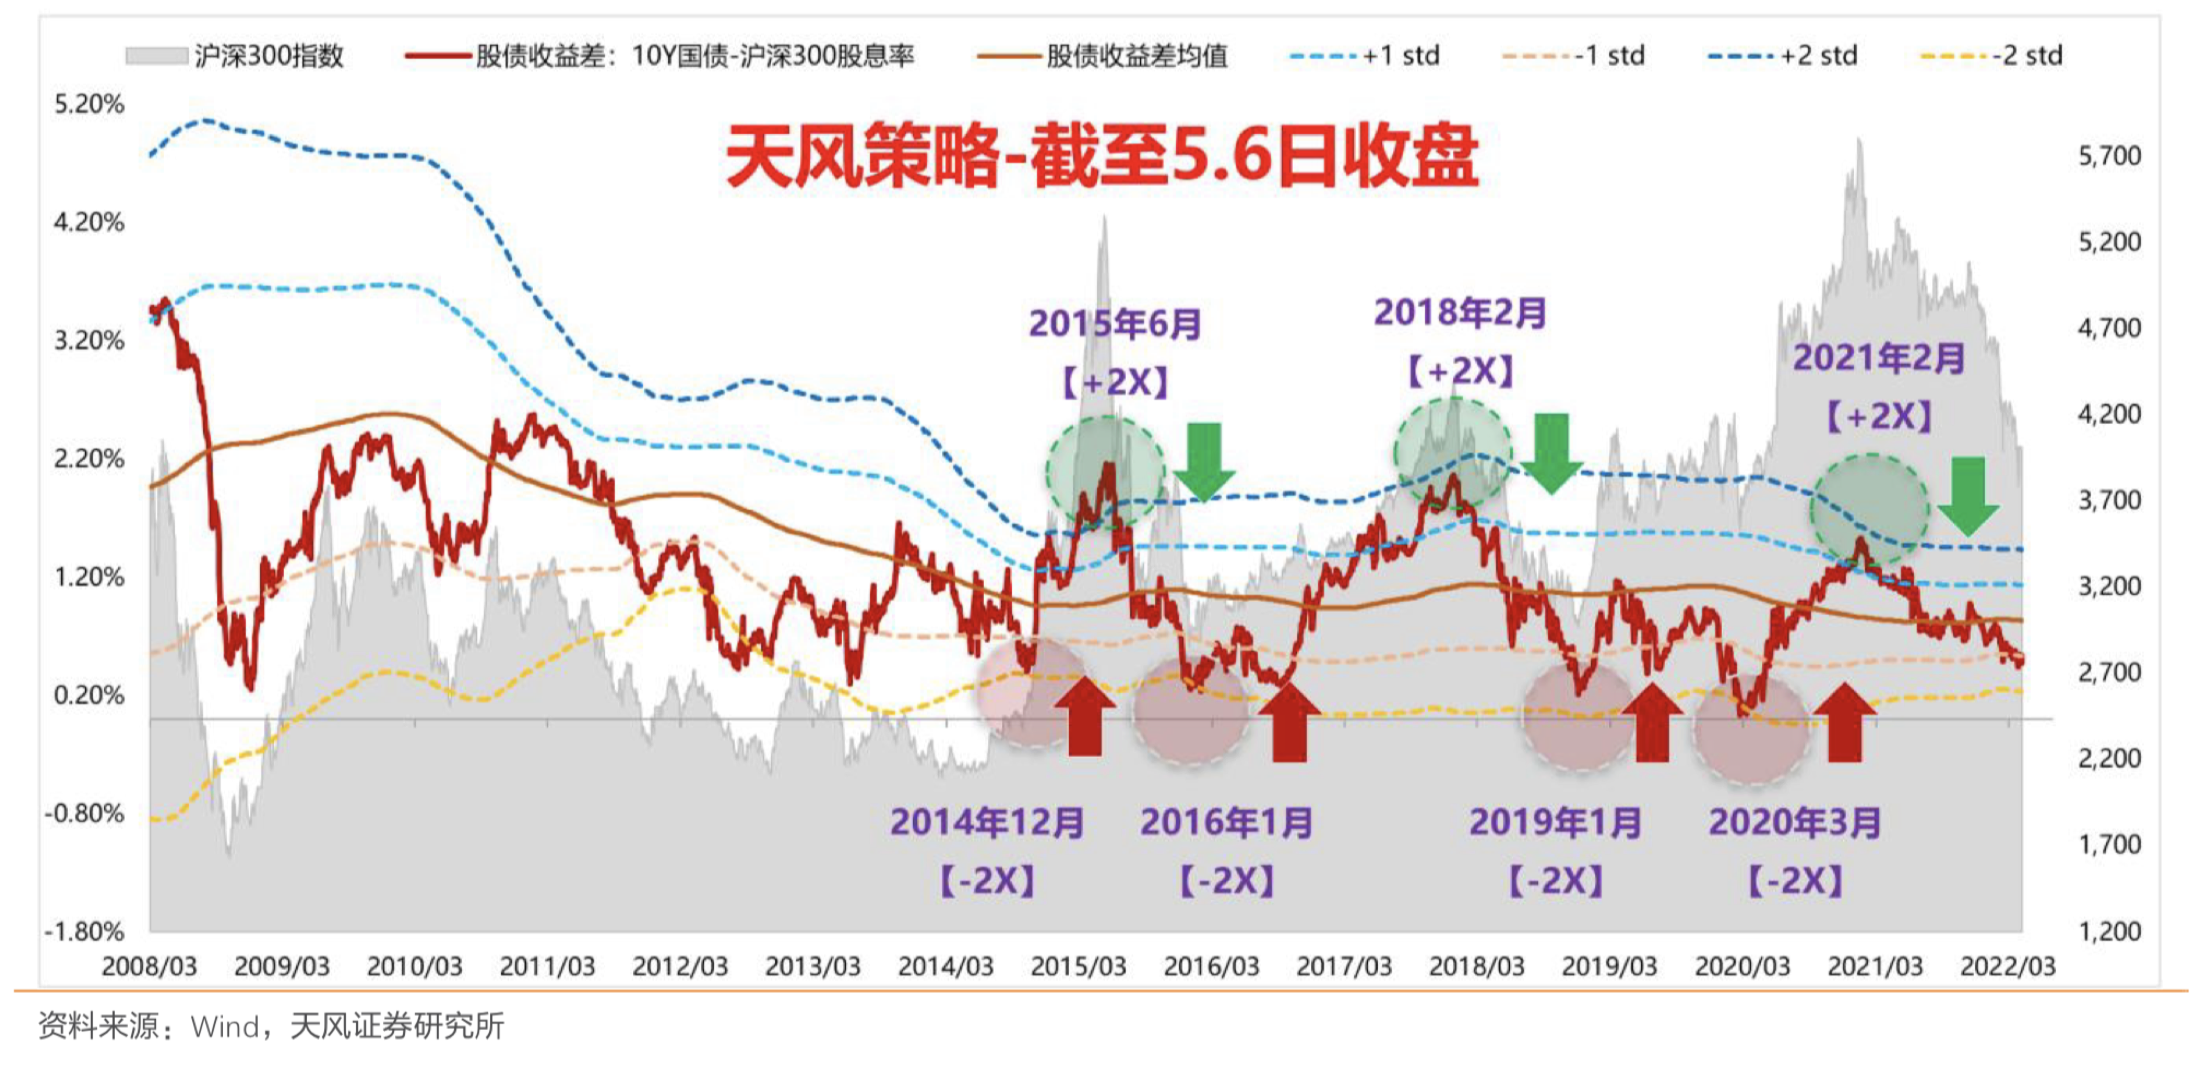 沪深300指数 股债收益差：10Y国债-沪深300股息率 股债收益差均值 +1 std -1 std +2 std -2 std
天风策略-截至5.6日收盘
5.20%
4.20%
3.20%
2.20%
1.20%
0.20%
-0.80%
-1.80%
5,700
5,200
4,700
4,200
3,700
3,200
2,700
2,200
1,700
1,200
2015年6月
【+2X】
2018年2月
【+2X】
2021年2月
【+2X】
2014年12月
【-2X】
2016年1月
【-2X】
2019年1月
【-2X】
2020年3月
【-2X】
2008/03 2009/03 2010/03 2011/03 2012/03 2013/03 2014/03 2015/03 2016/03 2017/03 2018/03 2019/03 2020/03 2021/03 2022/03
资料来源：Wind，天风证券研究所